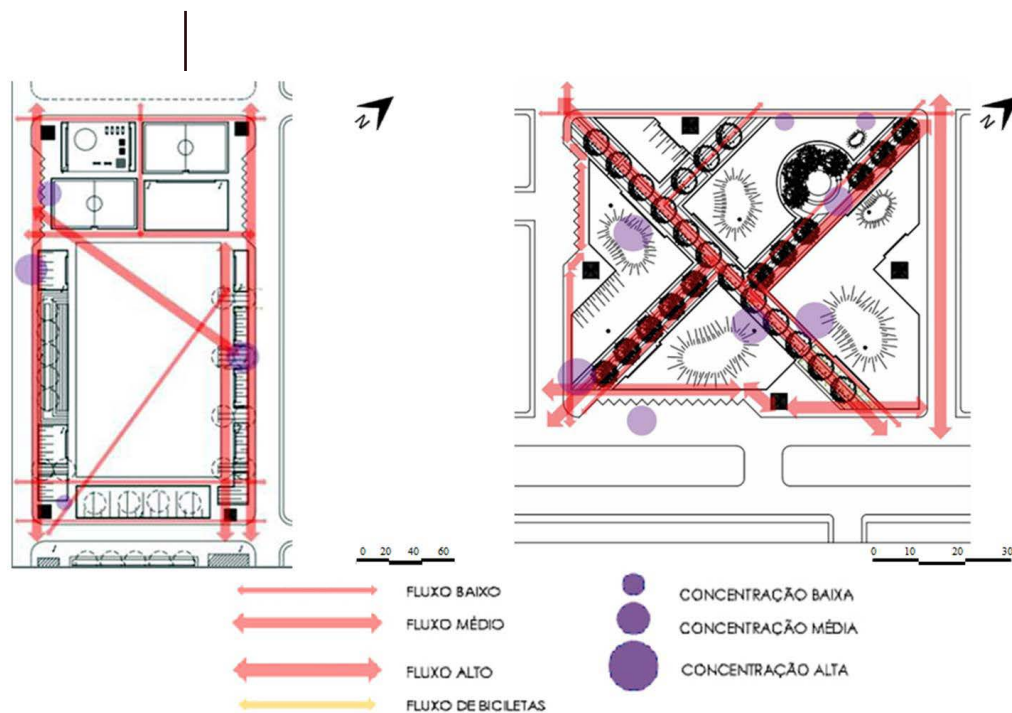 N
N
0 20 40 60
0 10 20 30
FLUXO BAIXO
FLUXO MÉDIO
FLUXO ALTO
FLUXO DE BICILETAS
CONCENTRAÇÃO BAIXA
CONCENTRAÇÃO MÉDIA
CONCENTRAÇÃO ALTA